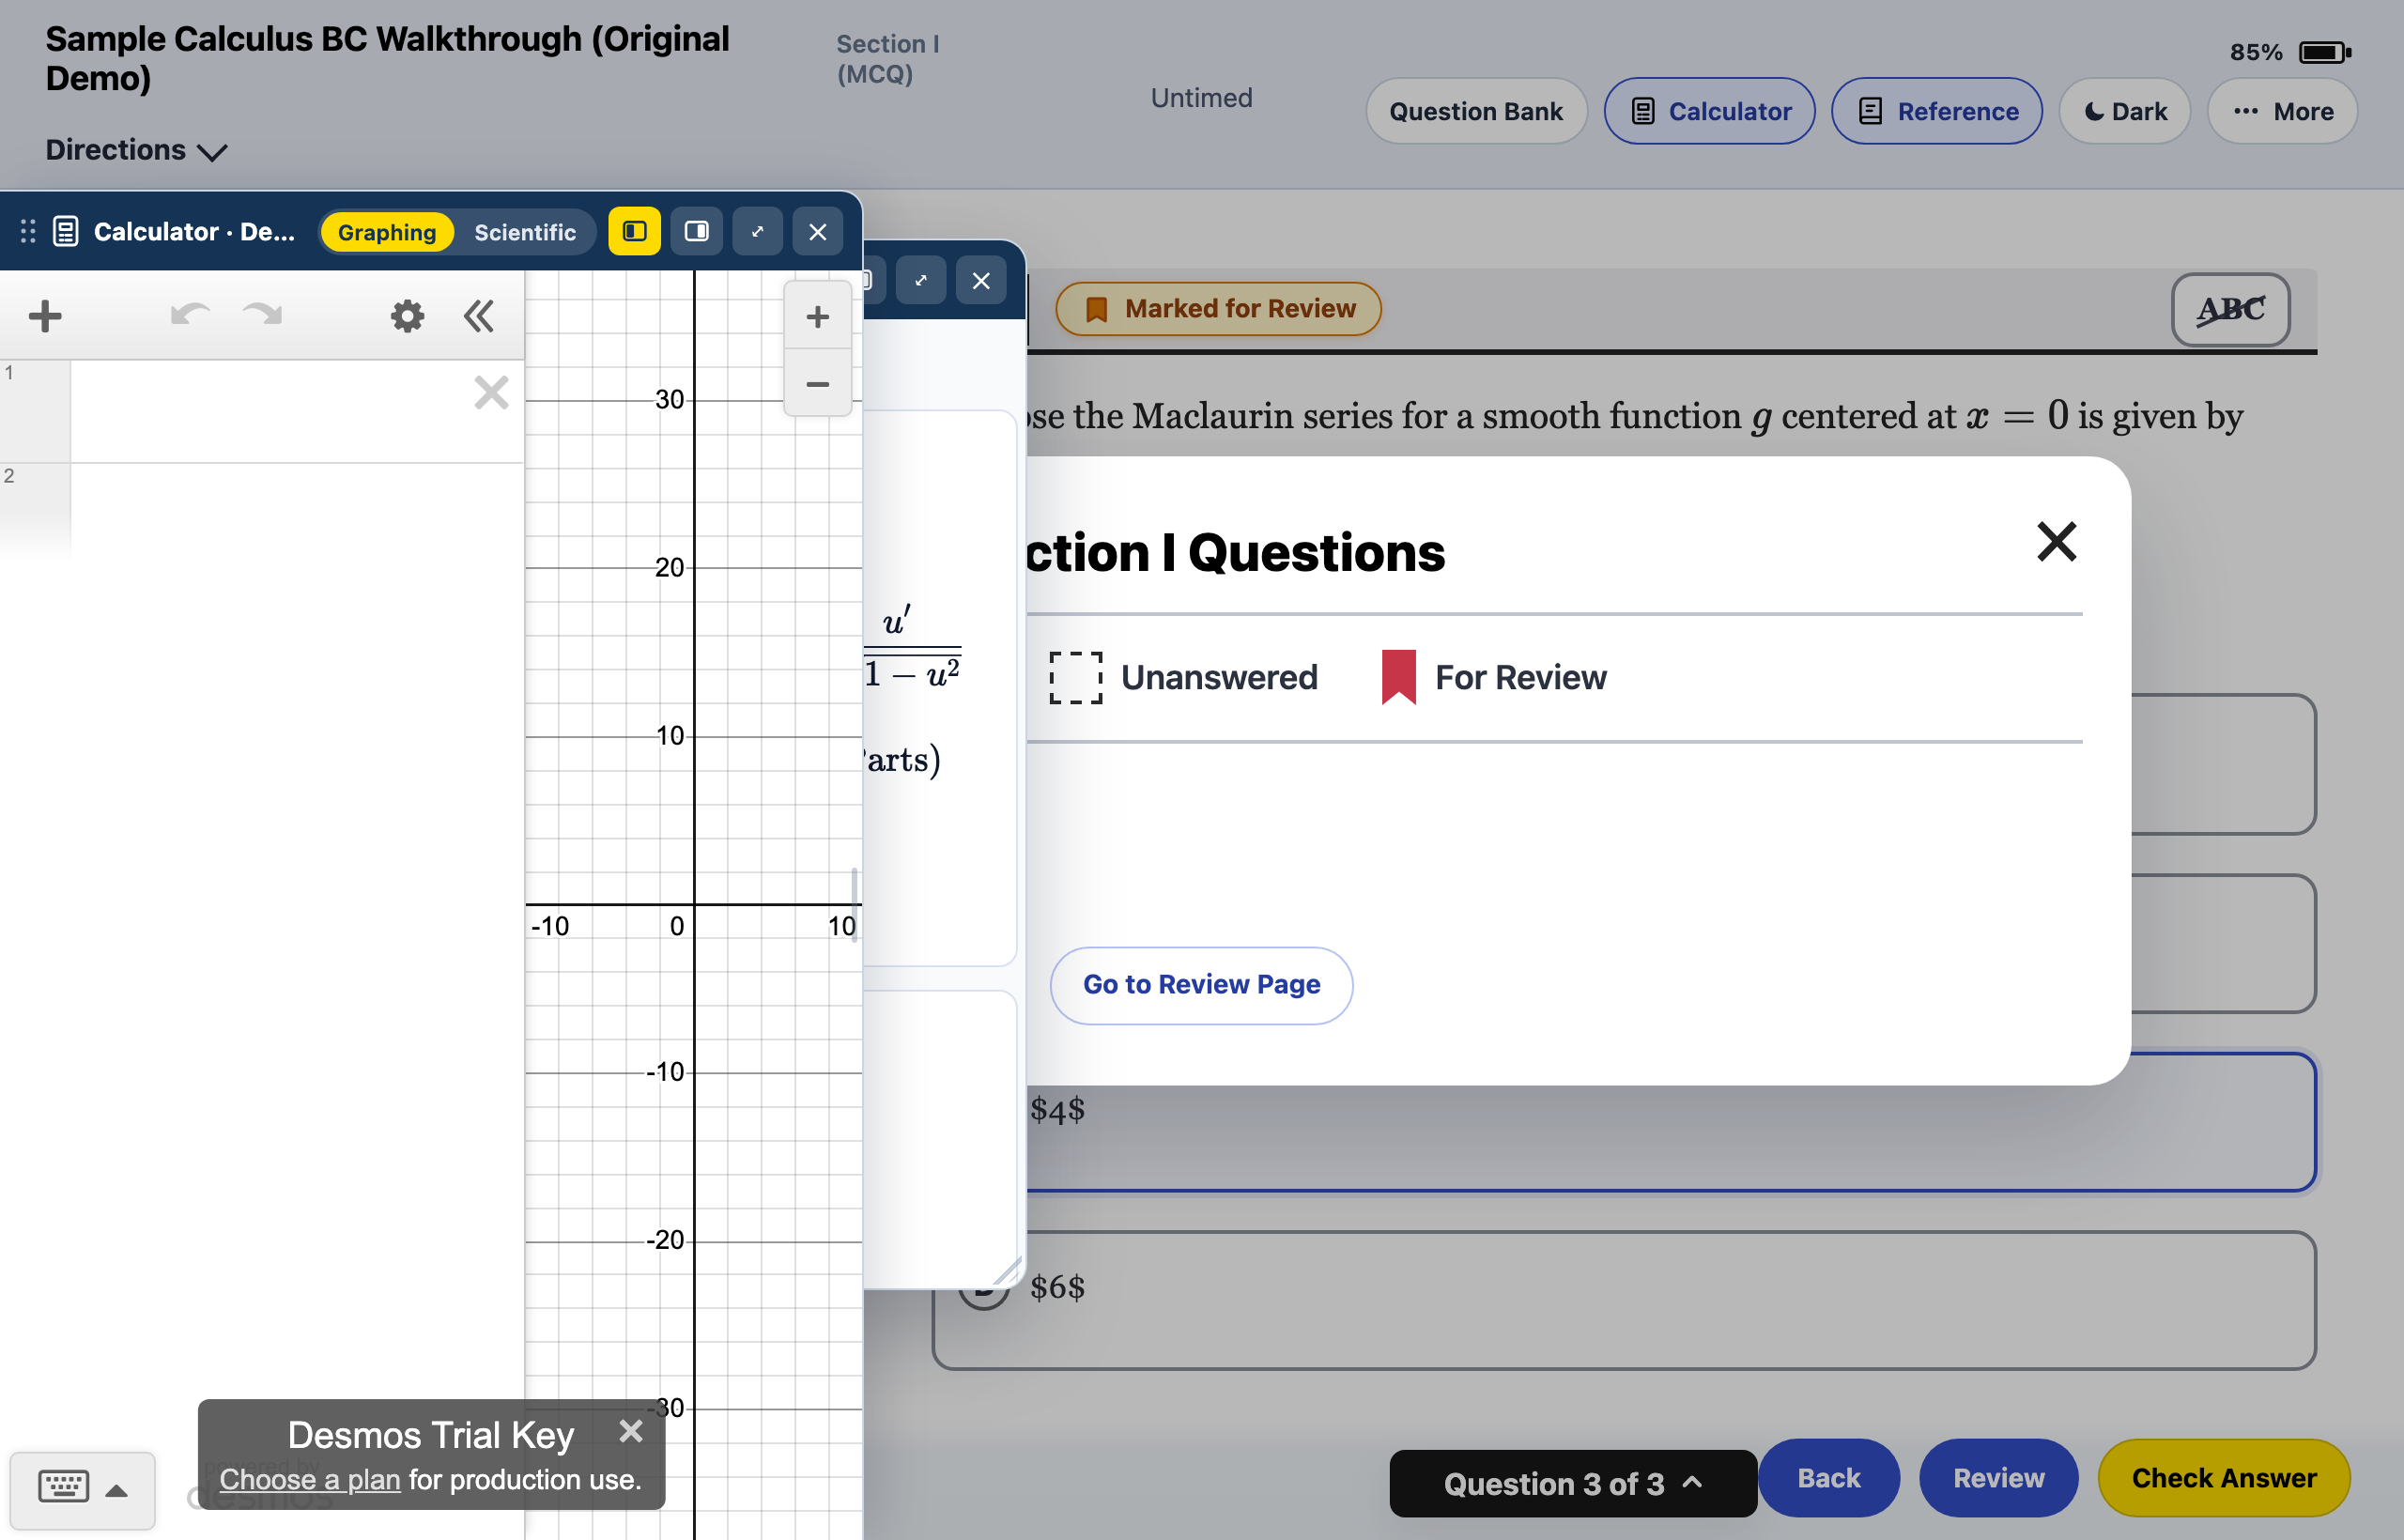 Sample Calculus BC Walkthrough (Original
Demo)
Section I
(MCQ)
Untimed
85%
Question Bank
Calculator
Reference
Dark
More
Directions
Calculator · De...
Graphing
Scientific
1
2
30
20
10
-10
0
10
-10
-20
-30
u′
1 − u²
arts)
Marked for Review
ABC
se the Maclaurin series for a smooth function g centered at x = 0 is given by
ction I Questions
Unanswered
For Review
Go to Review Page
$4$
$6$
powered by
desmos
Desmos Trial Key
Choose a plan for production use.
Question 3 of 3
Back
Review
Check Answer